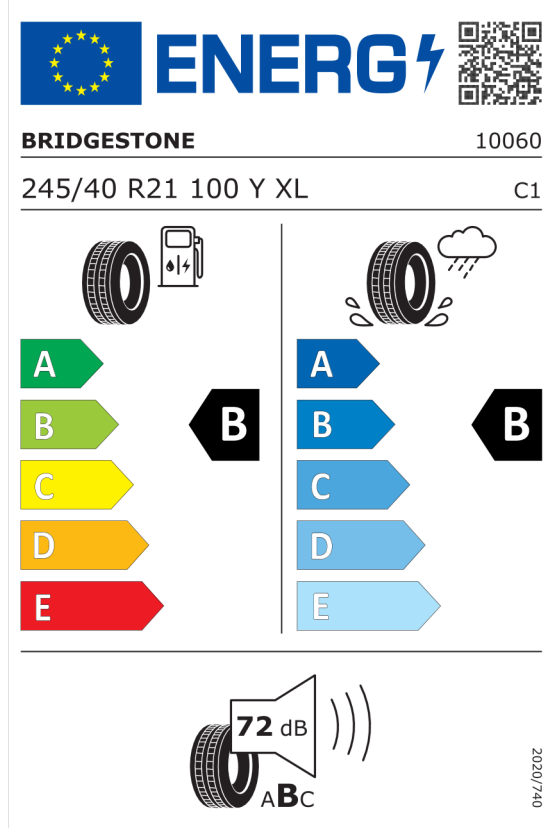 ENERG
BRIDGESTONE 10060
245/40 R21 100 Y XL C1
A A
B B B B
C C
D D
E E
72 dB
ABC
2020/740